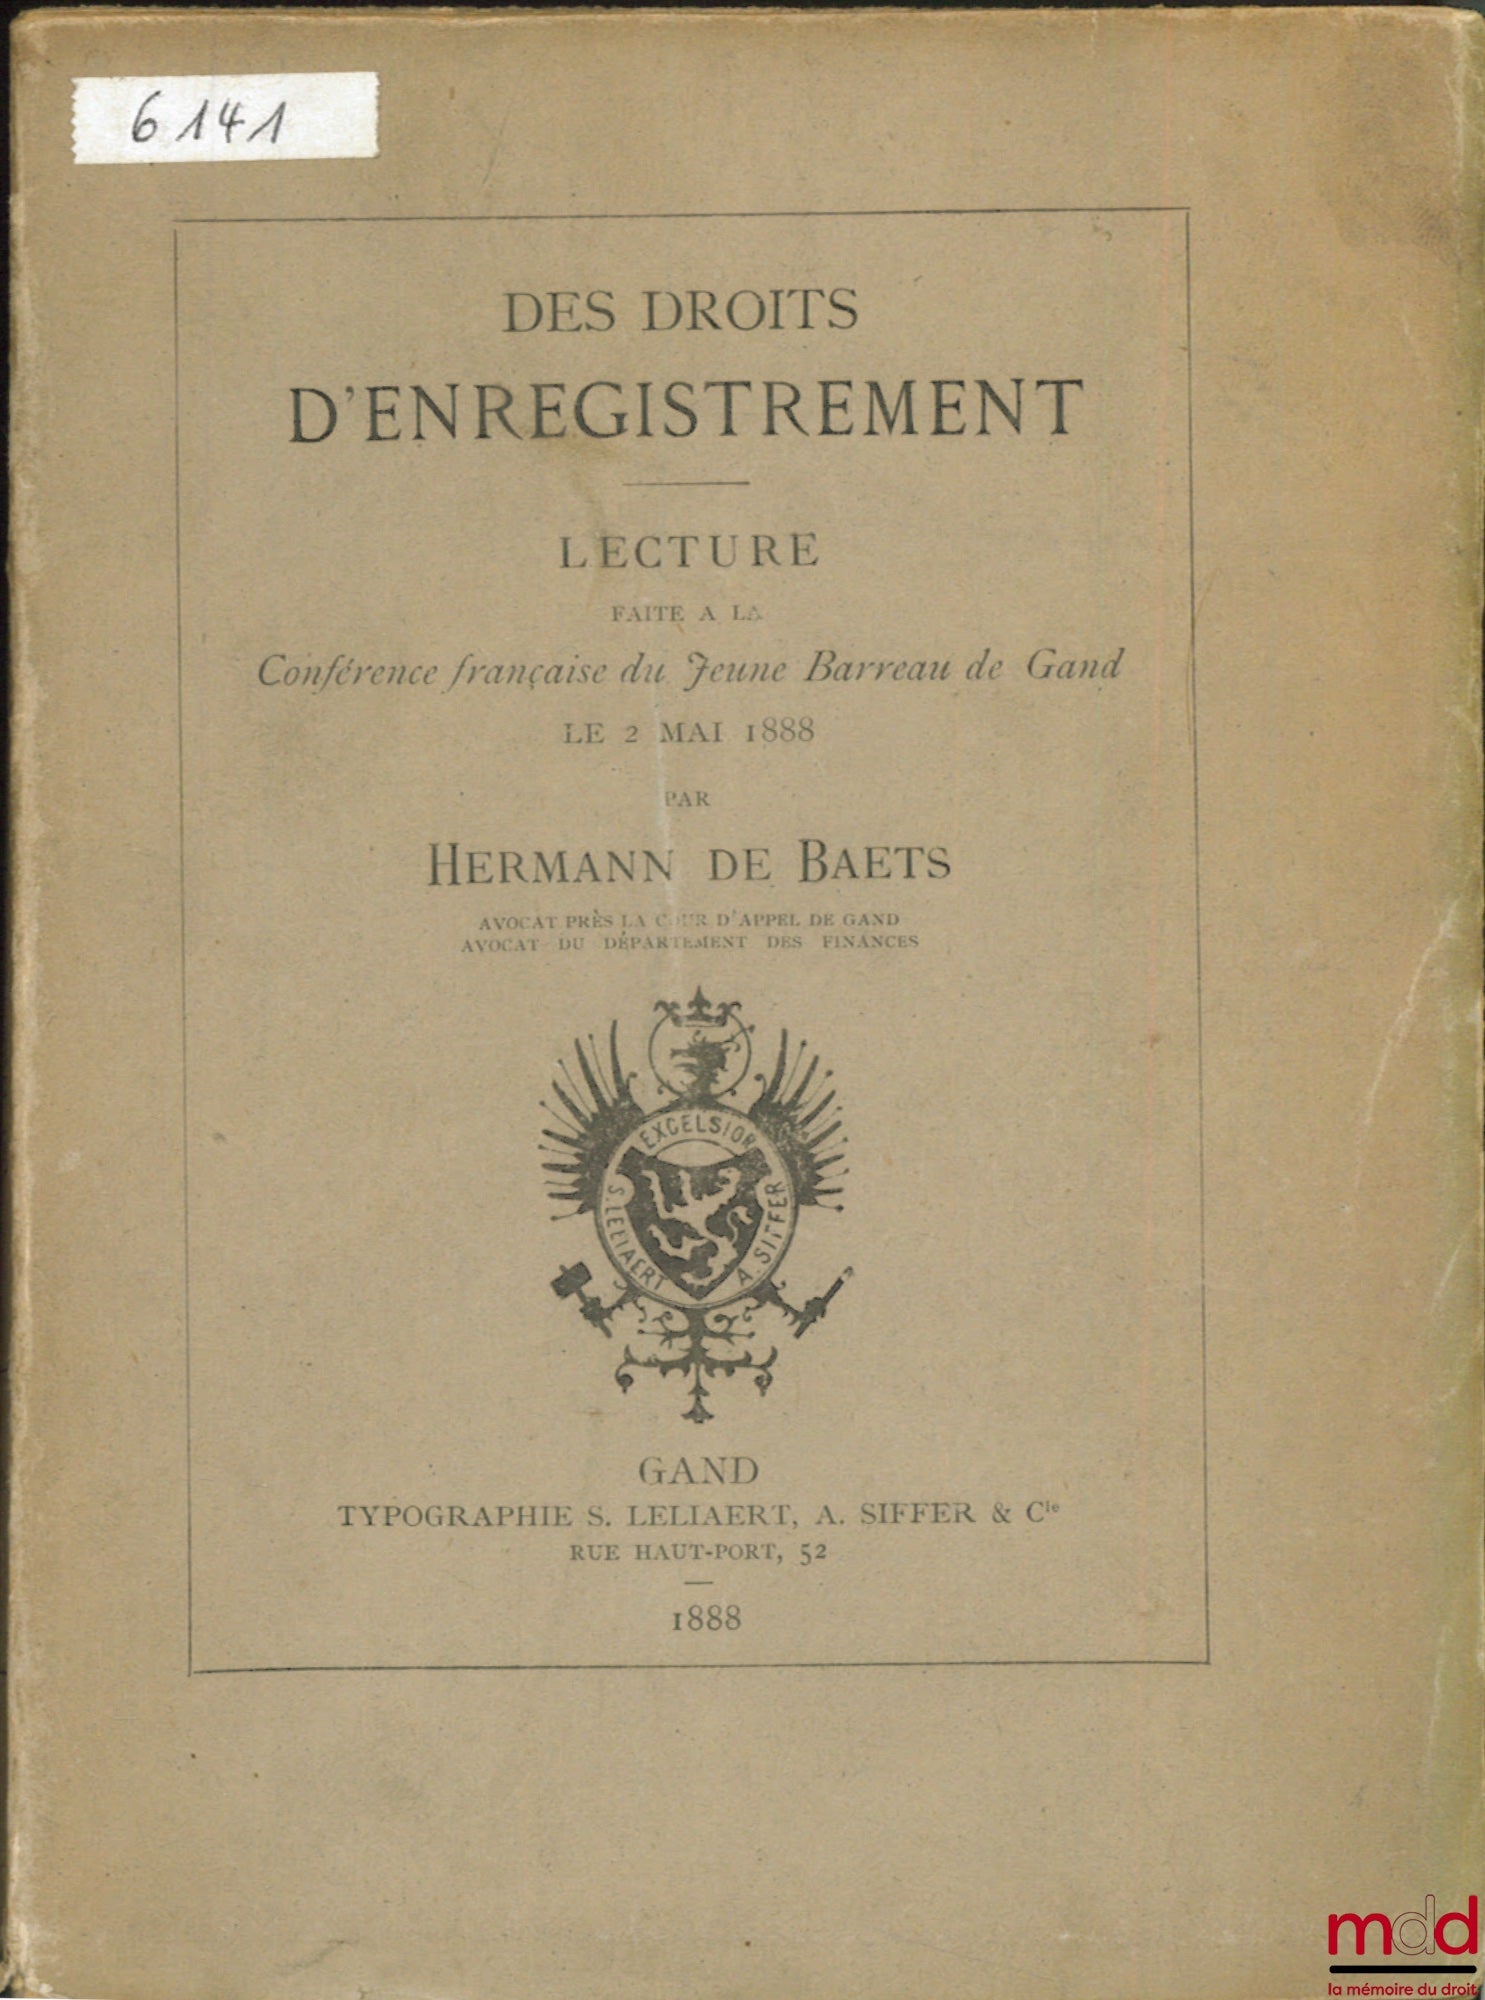 6141
DES DROITS
D'ENREGISTREMENT
LECTURE
FAITE A LA
Conférence française du Jeune Barreau de Gand
LE 2 MAI 1888
PAR
HERMANN DE BAETS
AVOCAT PRÈS LA COUR D'APPEL DE GAND
AVOCAT DU DÉPARTEMENT DES FINANCES
EXCELSIOR
S. LELIAERT
A. SIFFER
GAND
TYPOGRAPHIE S. LELIAERT, A. SIFFER & Cie
RUE HAUT-PORT, 52
1888
mdd
la mémoire du droit